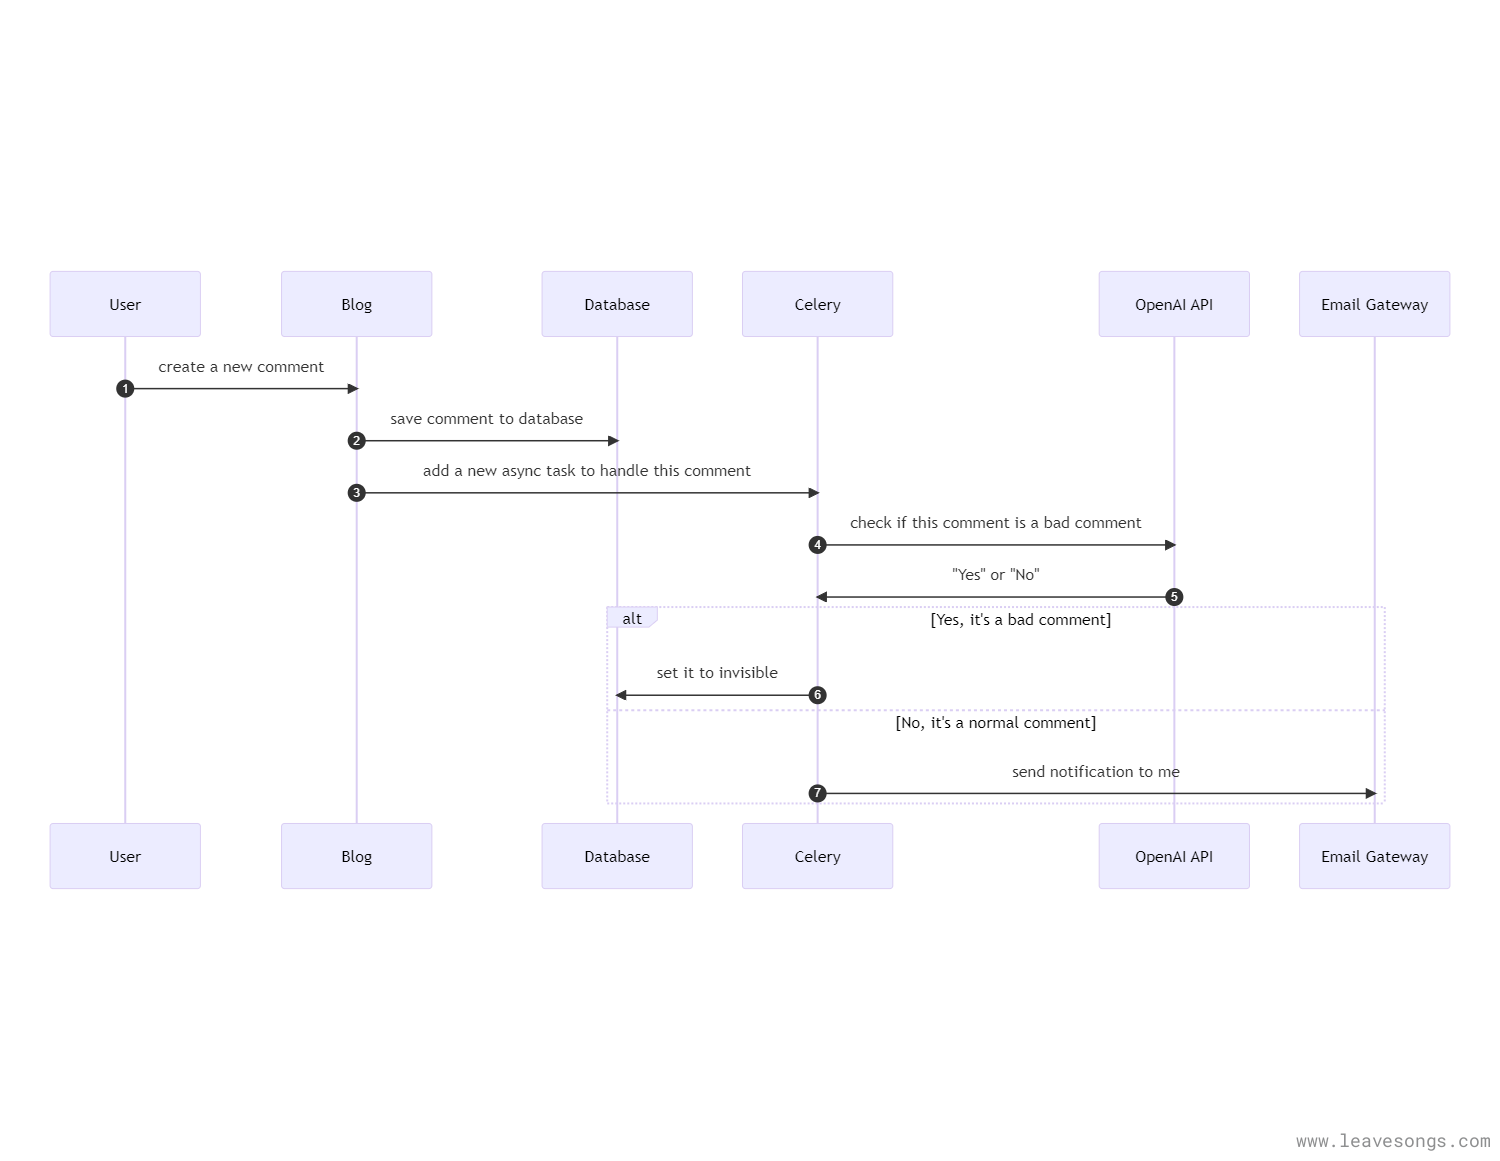 User
Blog
Database
Celery
OpenAI API
Email Gateway
create a new comment
1
save comment to database
2
add a new async task to handle this comment
3
check if this comment is a bad comment
4
"Yes" or "No"
5
alt
[Yes, it's a bad comment]
set it to invisible
6
[No, it's a normal comment]
send notification to me
7
User
Blog
Database
Celery
OpenAI API
Email Gateway
www.leavesongs.com